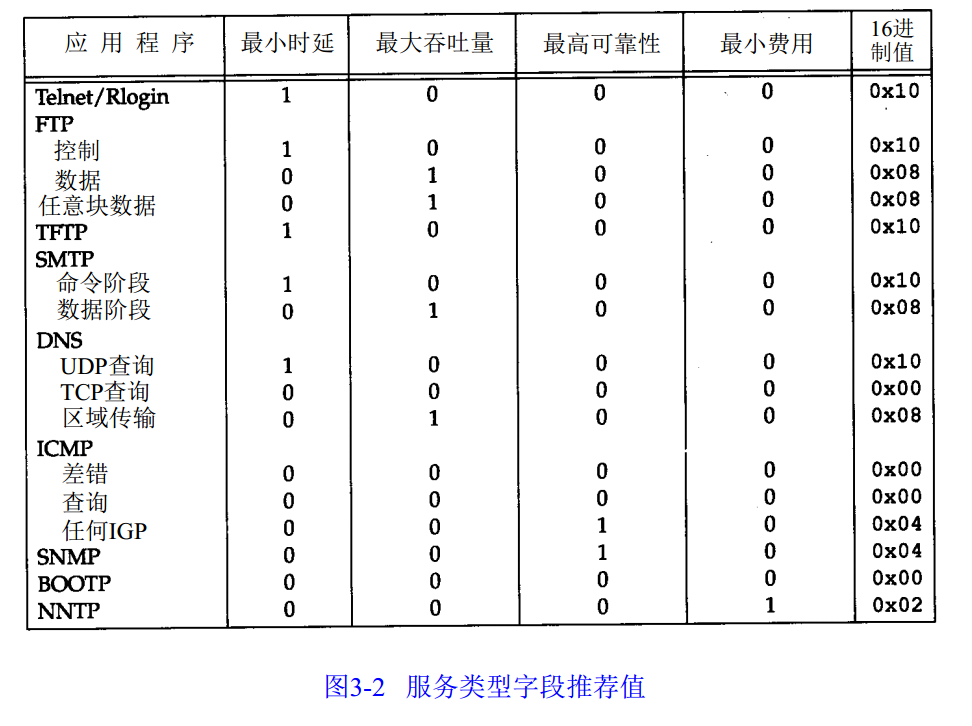 应用程序 最小时延 最大吞吐量 最高可靠性 最小费用 16进制值
Telnet/Rlogin 1 0 0 0 0x10
FTP
控制 1 0 0 0 0x10
数据 0 1 0 0 0x08
任意块数据 0 1 0 0 0x08
TFTP 1 0 0 0 0x10
SMTP
命令阶段 1 0 0 0 0x10
数据阶段 0 1 0 0 0x08
DNS
UDP查询 1 0 0 0 0x10
TCP查询 0 0 0 0 0x00
区域传输 0 1 0 0 0x08
ICMP
差错 0 0 0 0 0x00
查询 0 0 0 0 0x00
任何IGP 0 0 1 0 0x04
SNMP 0 0 1 0 0x04
BOOTP 0 0 0 0 0x00
NNTP 0 0 0 1 0x02
图3-2 服务类型字段推荐值